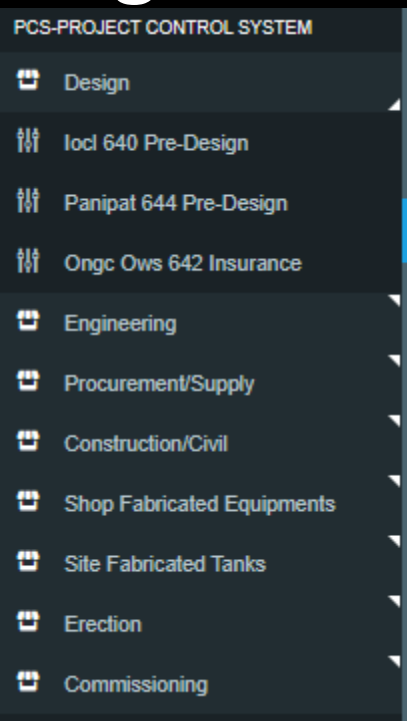 PCS-PROJECT CONTROL SYSTEM
Design
Iocl 640 Pre-Design
Panipat 644 Pre-Design
Ongc Ows 642 Insurance
Engineering
Procurement/Supply
Construction/Civil
Shop Fabricated Equipments
Site Fabricated Tanks
Erection
Commissioning